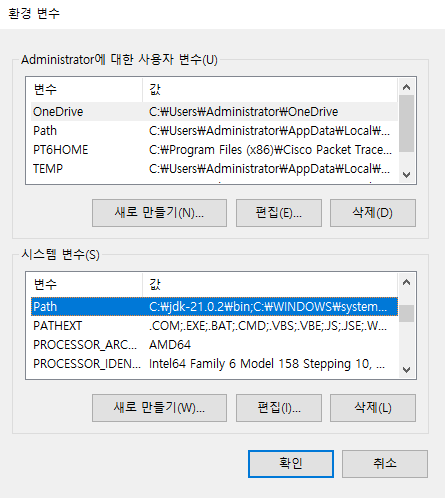 환경 변수
Administrator에 대한 사용자 변수(U)
변수 값
OneDrive C:₩Users₩Administrator₩OneDrive
Path C:₩Users₩Administrator₩AppData₩Local₩...
PT6HOME C:₩Program Files (x86)₩Cisco Packet Trace...
TEMP C:₩Users₩Administrator₩AppData₩Local₩...
새로 만들기(N)... 편집(E)... 삭제(D)
시스템 변수(S)
변수 값
Path C:₩jdk-21.0.2₩bin;C:₩WINDOWS₩system...
PATHEXT .COM;.EXE;.BAT;.CMD;.VBS;.VBE;.JS;.JSE;.W...
PROCESSOR_ARC... AMD64
PROCESSOR_IDEN... Intel64 Family 6 Model 158 Stepping 10, ...
새로 만들기(W)... 편집(I)... 삭제(L)
확인 취소